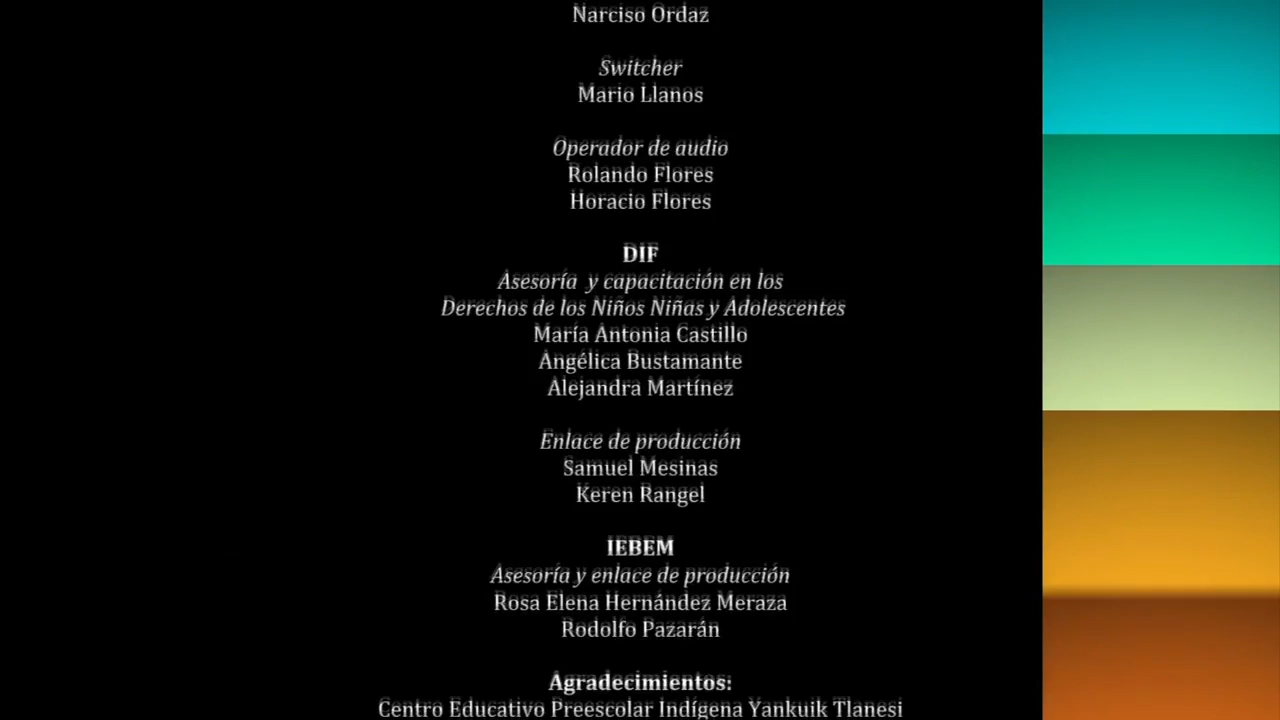 Narciso Ordaz
Switcher
Mario Llanos
Operador de audio
Rolando Flores
Horacio Flores
DIF
Asesoría y capacitación en los
Derechos de los Niños Niñas y Adolescentes
María Antonia Castillo
Angélica Bustamante
Alejandra Martínez
Enlace de producción
Samuel Mesinas
Keren Rangel
IEBEM
Asesoría y enlace de producción
Rosa Elena Hernández Meraza
Rodolfo Pazarán
Agradecimientos:
Centro Educativo Preescolar Indígena Yankuik Tlanesi